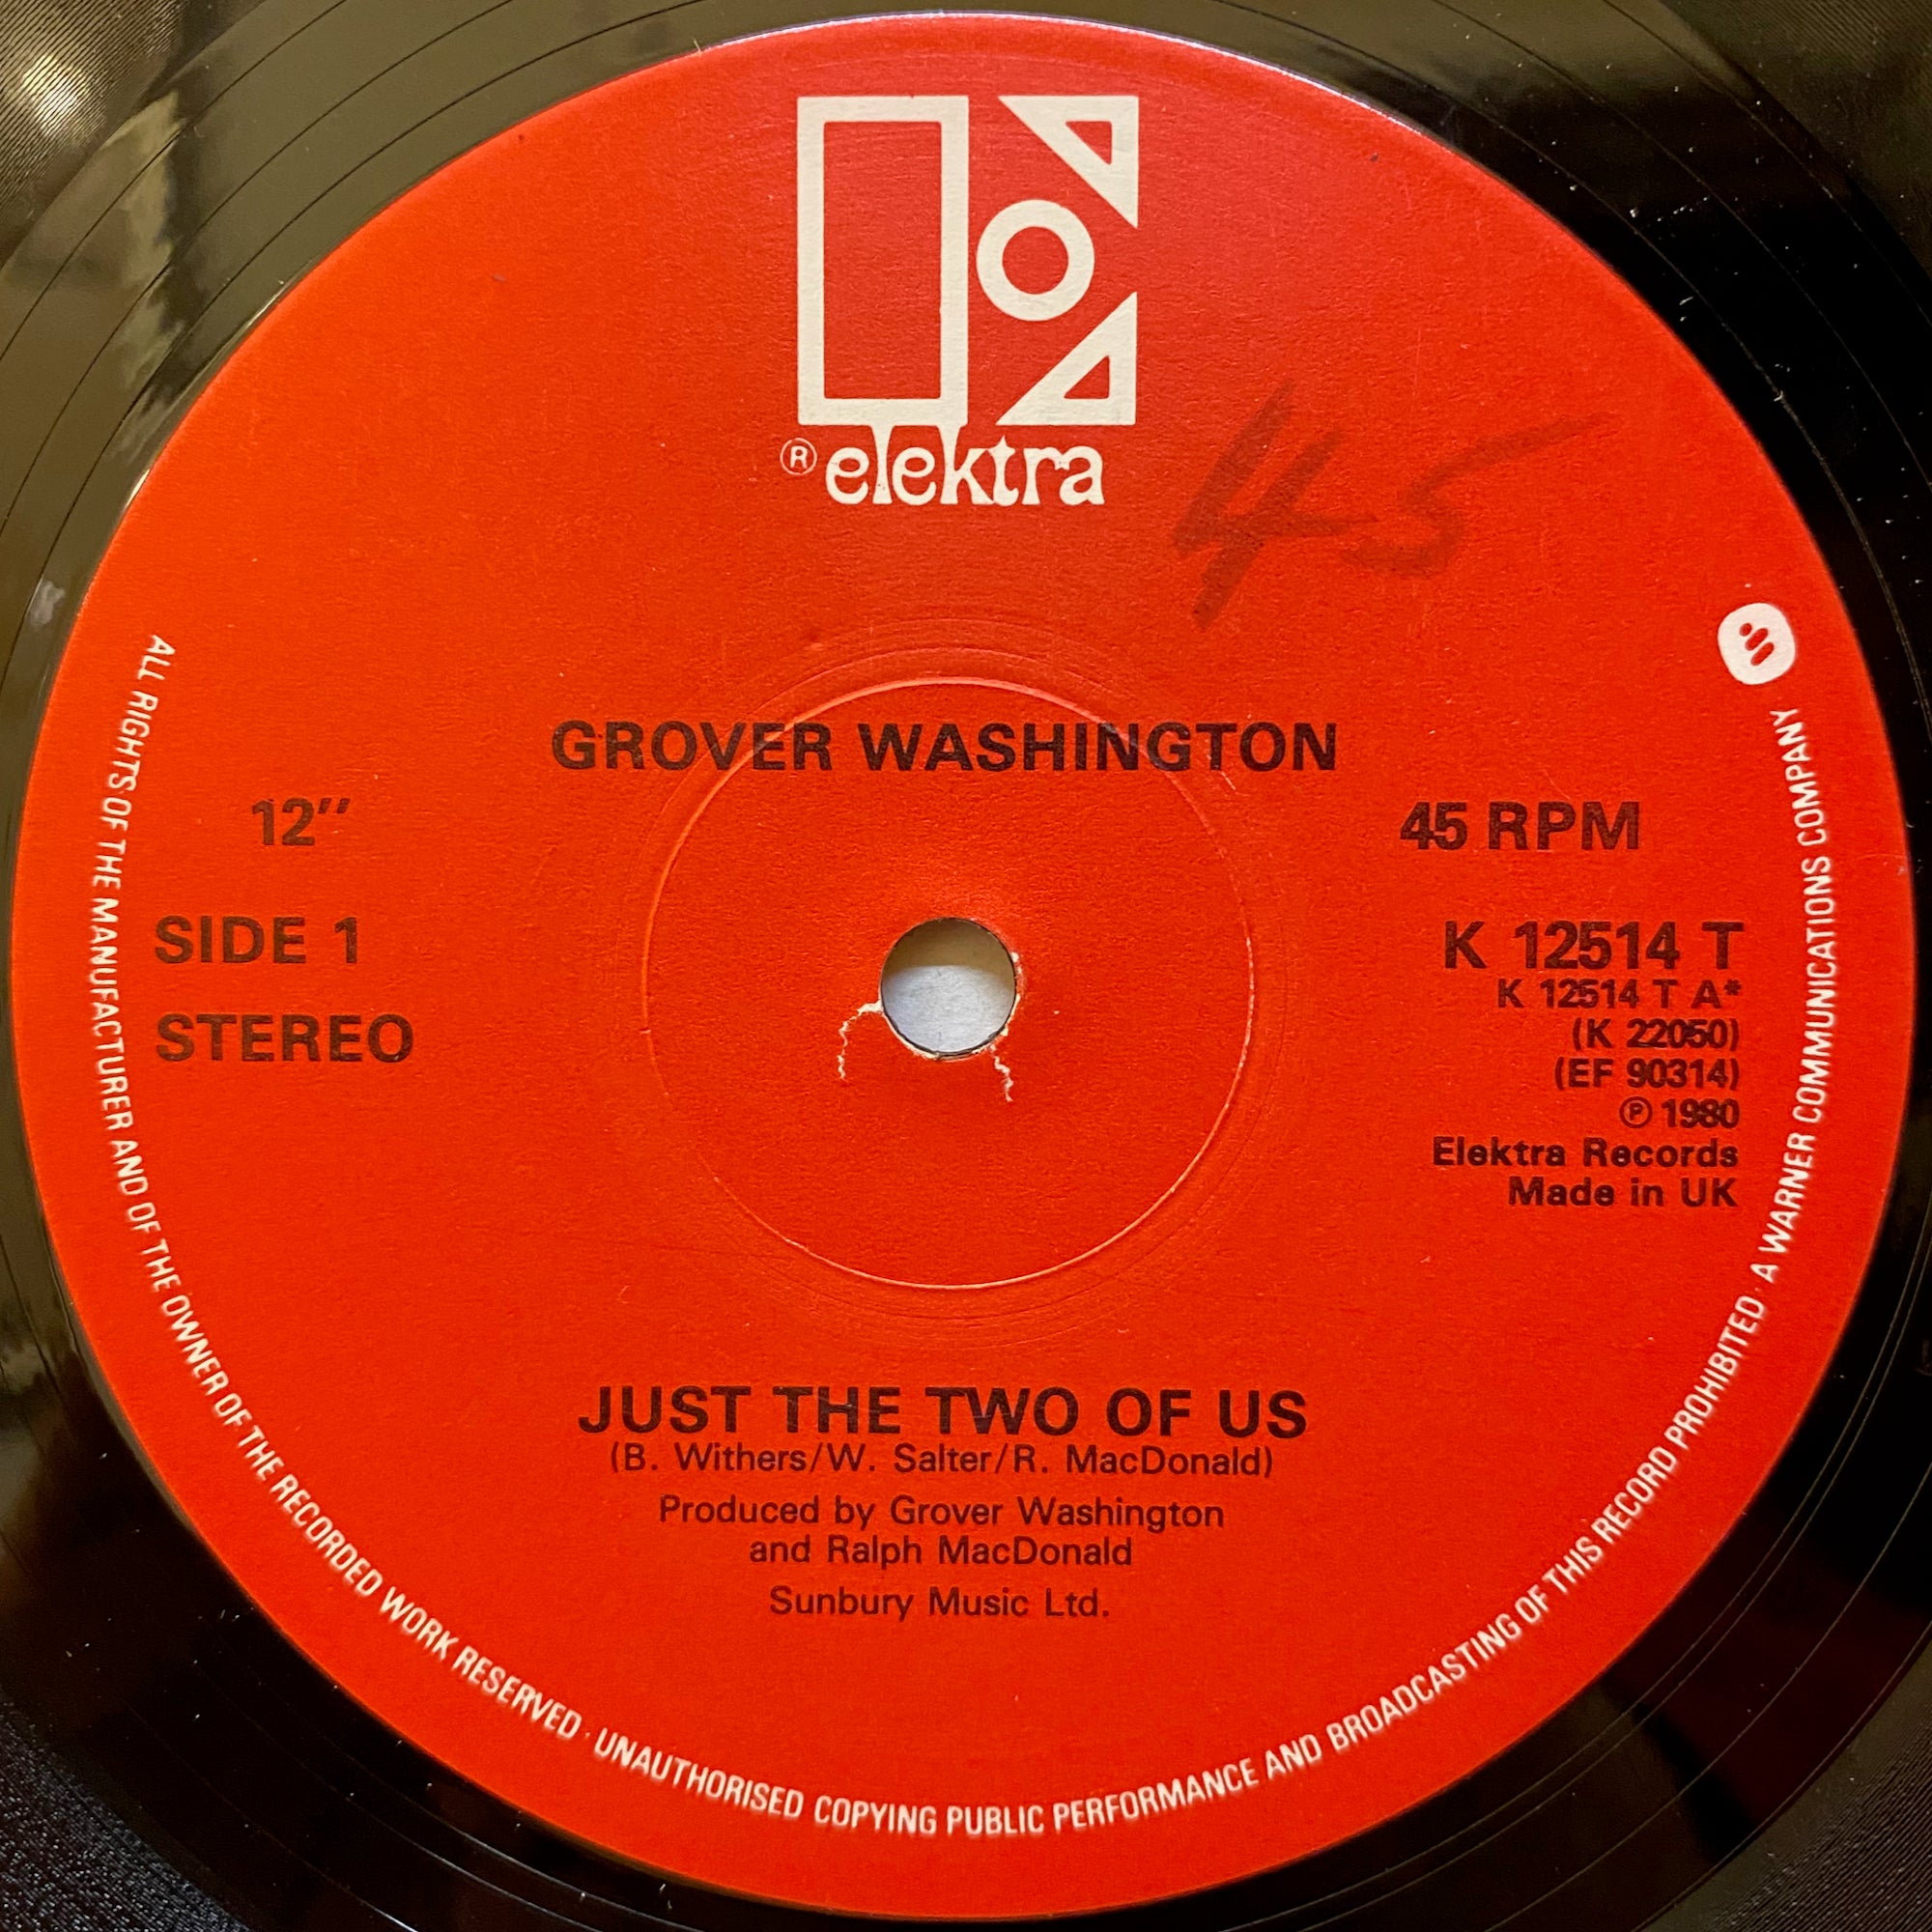 ® elektra
45
GROVER WASHINGTON
12"
45 RPM
SIDE 1
STEREO
K 12514 T
K 12514 T A*
(K 22050)
(EF 90314)
℗ 1980
Elektra Records
Made in UK
JUST THE TWO OF US
(B. Withers/W. Salter/R. MacDonald)
Produced by Grover Washington
and Ralph MacDonald
Sunbury Music Ltd.
ALL RIGHTS OF THE MANUFACTURER AND OF THE OWNER OF THE RECORDED WORK RESERVED · UNAUTHORISED COPYING PUBLIC PERFORMANCE AND BROADCASTING OF THIS RECORD PROHIBITED · A WARNER COMMUNICATIONS COMPANY